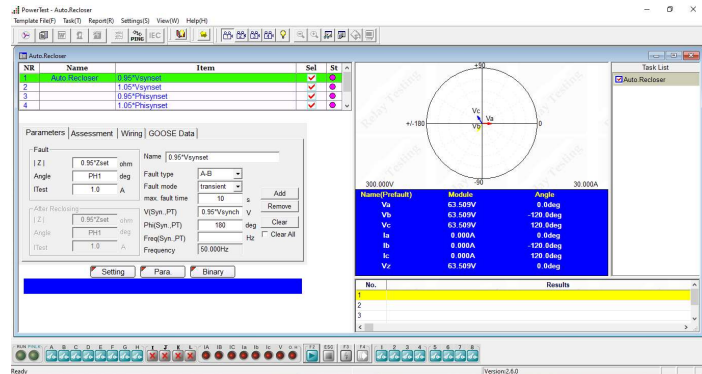 PowerTest - Auto.Recloser
Template File(F) Task(T) Report(R) Settings(S) View(W) Help(H)
% PING IEC
Auto.Recloser
NR Name Item Sel St
1 Auto Recloser 0.95*Vsynset
2 1.05*Vsynset
3 0.95*Phisynset
4 1.05*Phisynset
Parameters Assessment Wiring GOOSE Data
Fault
|Z| 0.95*Zset ohm
Angle PH1 deg
ITest 1.0 A
After Reclosing
|Z| 0.95*Zset ohm
Angle PH1 deg
ITest 1.0 A
Name 0.95*Vsynset
Fault type A-B
Fault mode transient
max. fault time 10 s
V(Syn.,PT) 0.95*Vsynch V
Phi(Syn.,PT) 180 deg
Freq(Syn.,PT) Hz
Frequency 50.000Hz
Add
Remove
Clear
Clear All
Setting Para. Binary
+90
+/-180
0
-90
Vc
Va
Vb
Relay Testing
300.000V 30.000A
Name(Prefault) Module Angle
Va 63.509V 0.0deg
Vb 63.509V -120.0deg
Vc 63.509V 120.0deg
Ia 0.000A 0.0deg
Ib 0.000A -120.0deg
Ic 0.000A 120.0deg
Vz 63.509V 0.0deg
No. Results
1
2
3
Task List
Auto Recloser
RUN A B C D E F G H I J K L IA IB IC Ia Ib Ic V O.H F2 ESC F3 F4 1 2 3 4 5 6 7 8
Ready Version:2.6.0